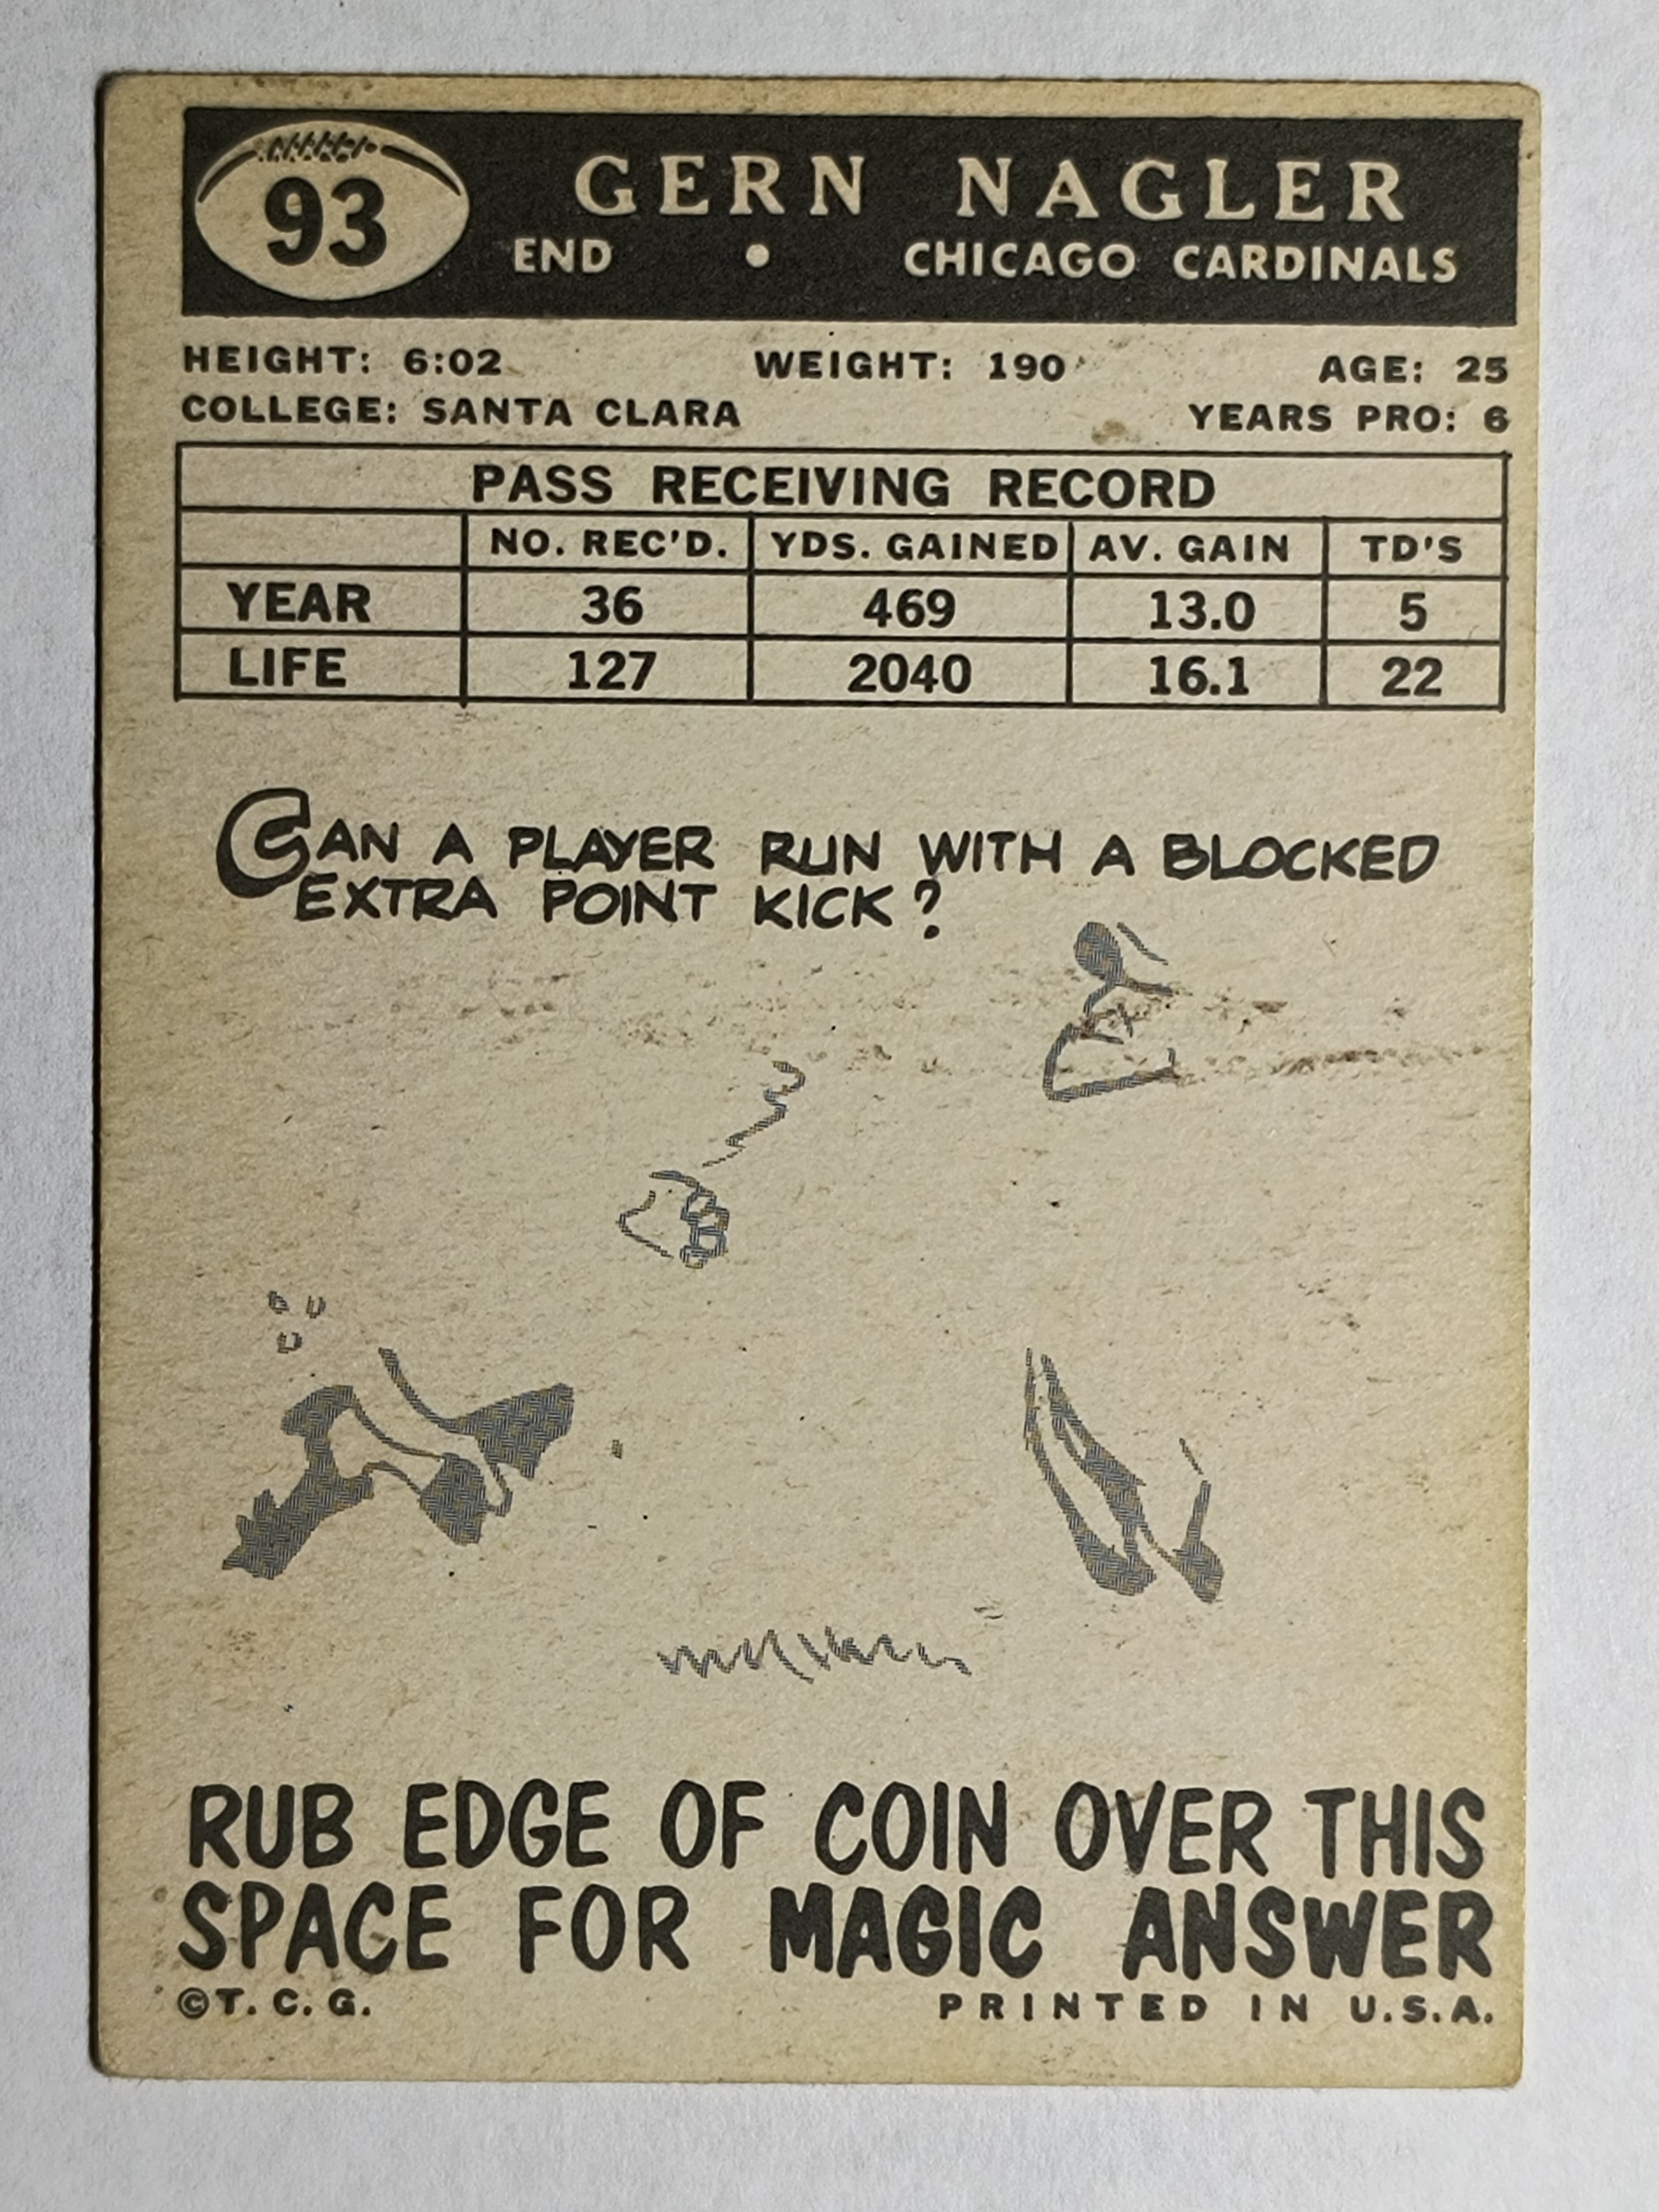 93
GERN NAGLER
END • CHICAGO CARDINALS
HEIGHT: 6:02 WEIGHT: 190 AGE: 25
COLLEGE: SANTA CLARA YEARS PRO: 6
PASS RECEIVING RECORD
NO. REC'D. YDS. GAINED AV. GAIN TD'S
YEAR 36 469 13.0 5
LIFE 127 2040 16.1 22
CAN A PLAYER RUN WITH A BLOCKED
EXTRA POINT KICK?
RUB EDGE OF COIN OVER THIS
SPACE FOR MAGIC ANSWER
©T. C. G. PRINTED IN U.S.A.